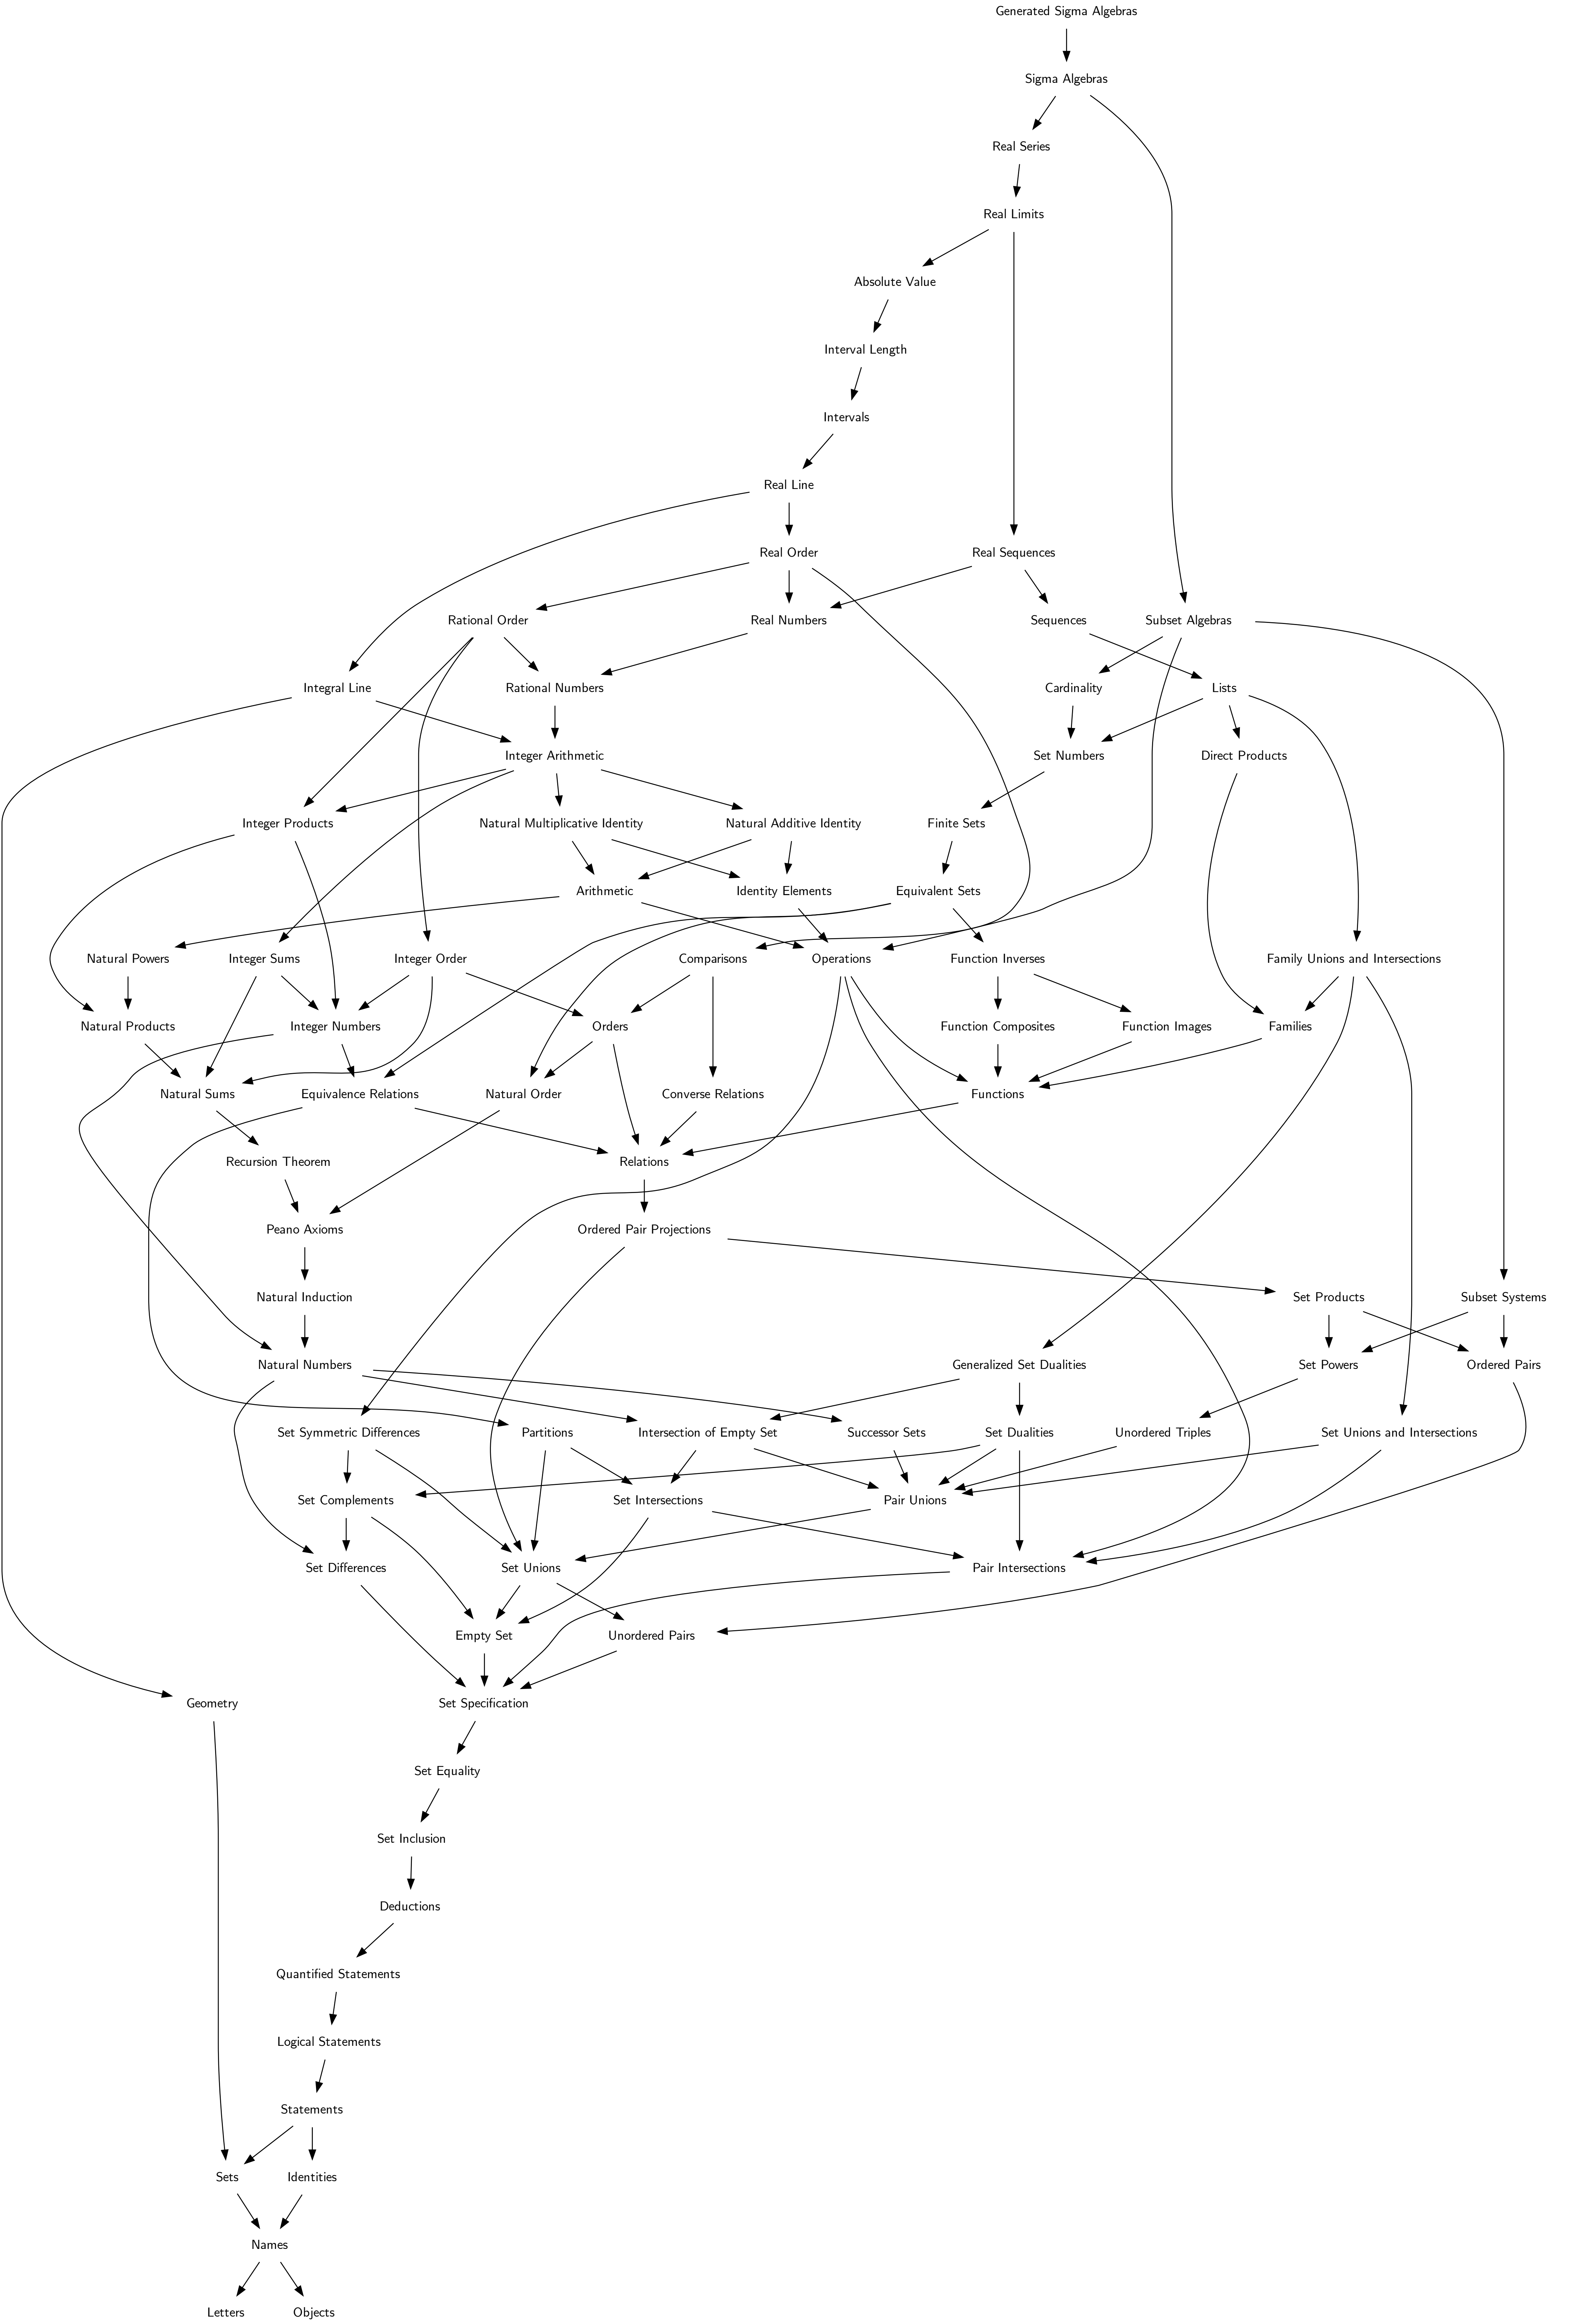 Generated Sigma Algebras
Sigma Algebras
Real Series
Real Limits
Absolute Value
Interval Length
Intervals
Real Line
Real Order
Real Sequences
Rational Order
Real Numbers
Sequences
Subset Algebras
Integral Line
Rational Numbers
Cardinality
Lists
Integer Arithmetic
Set Numbers
Direct Products
Integer Products
Natural Multiplicative Identity
Natural Additive Identity
Finite Sets
Arithmetic
Identity Elements
Equivalent Sets
Natural Powers
Integer Sums
Integer Order
Comparisons
Operations
Function Inverses
Family Unions and Intersections
Natural Products
Integer Numbers
Orders
Function Composites
Function Images
Families
Natural Sums
Equivalence Relations
Natural Order
Converse Relations
Functions
Recursion Theorem
Relations
Peano Axioms
Ordered Pair Projections
Natural Induction
Set Products
Subset Systems
Natural Numbers
Generalized Set Dualities
Set Powers
Ordered Pairs
Set Symmetric Differences
Partitions
Intersection of Empty Set
Successor Sets
Set Dualities
Unordered Triples
Set Unions and Intersections
Set Complements
Set Intersections
Pair Unions
Set Differences
Set Unions
Pair Intersections
Empty Set
Unordered Pairs
Geometry
Set Specification
Set Equality
Set Inclusion
Deductions
Quantified Statements
Logical Statements
Statements
Sets
Identities
Names
Letters
Objects